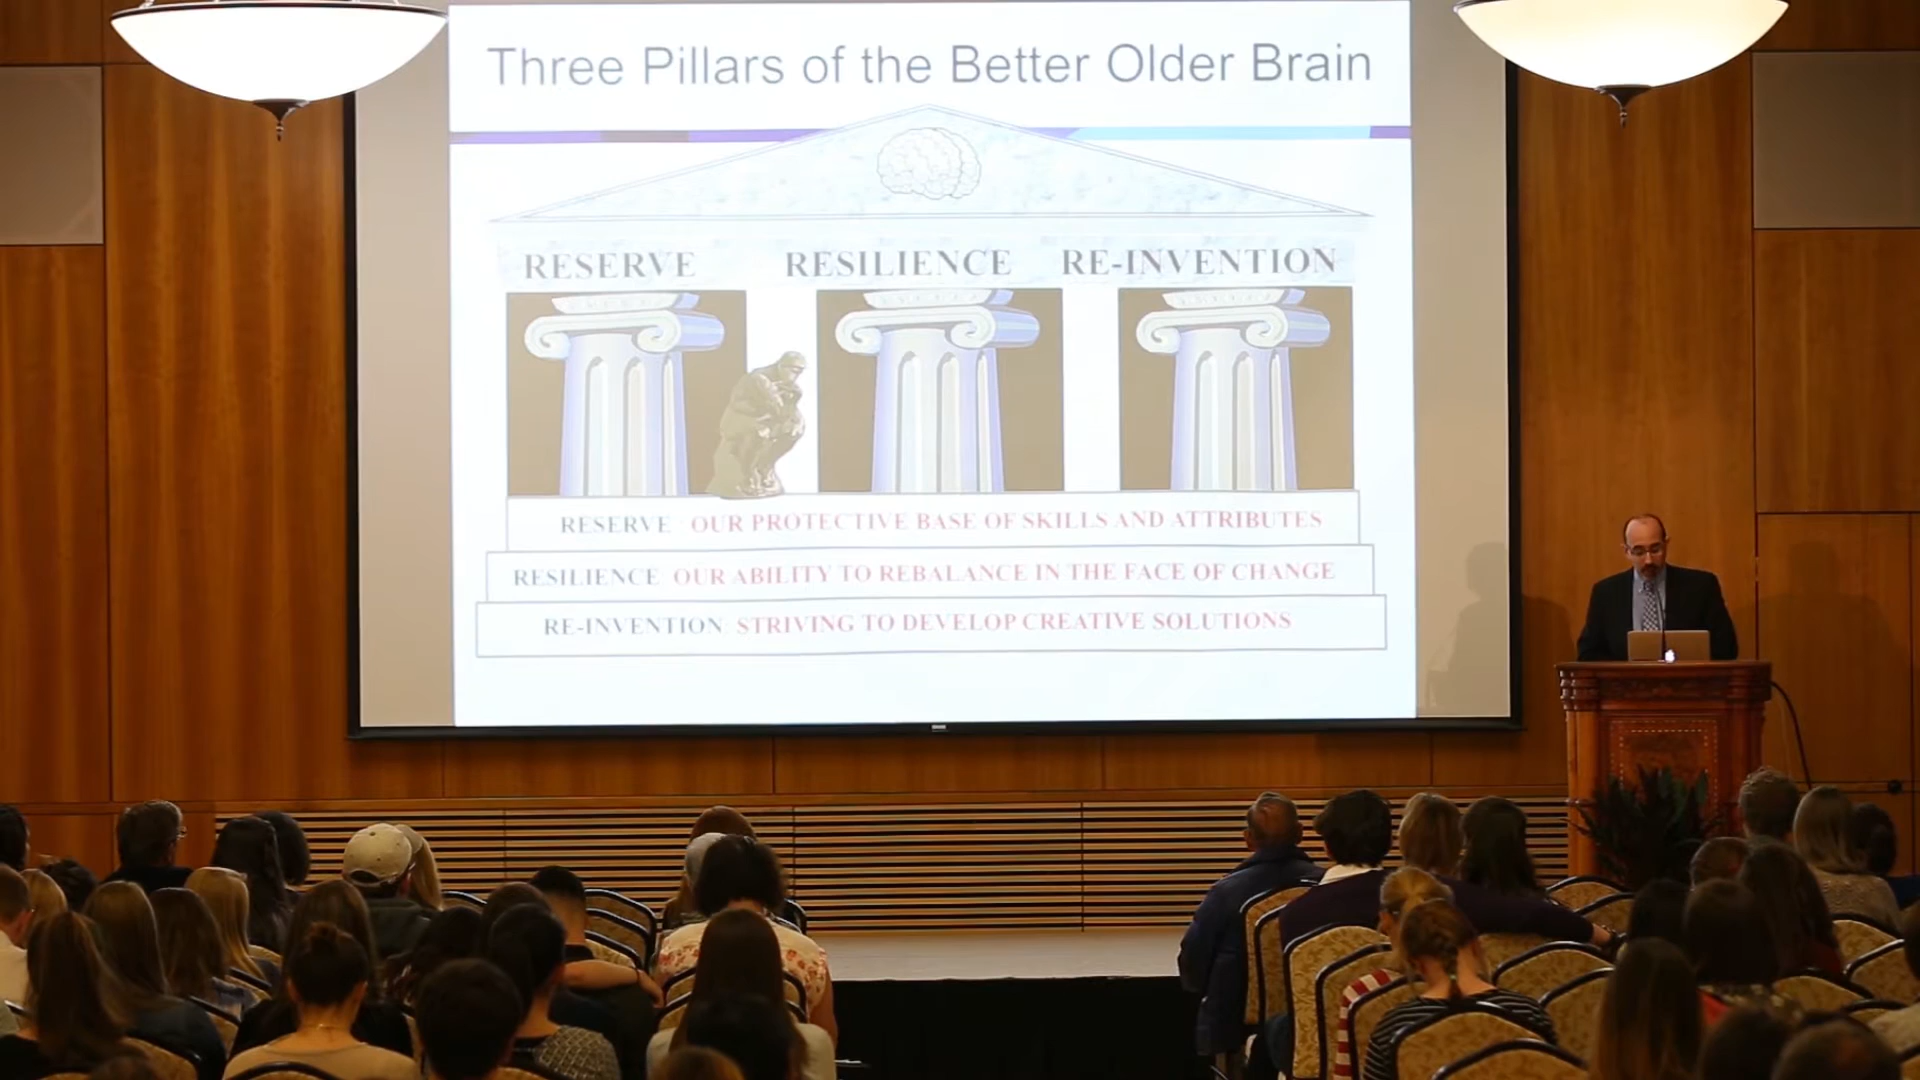 Three Pillars of the Better Older Brain
RESERVE RESILIENCE RE-INVENTION
RESERVE OUR PROTECTIVE BASE OF SKILLS AND ATTRIBUTES
RESILIENCE OUR ABILITY TO REBALANCE IN THE FACE OF CHANGE
RE-INVENTION STRIVING TO DEVELOP CREATIVE SOLUTIONS